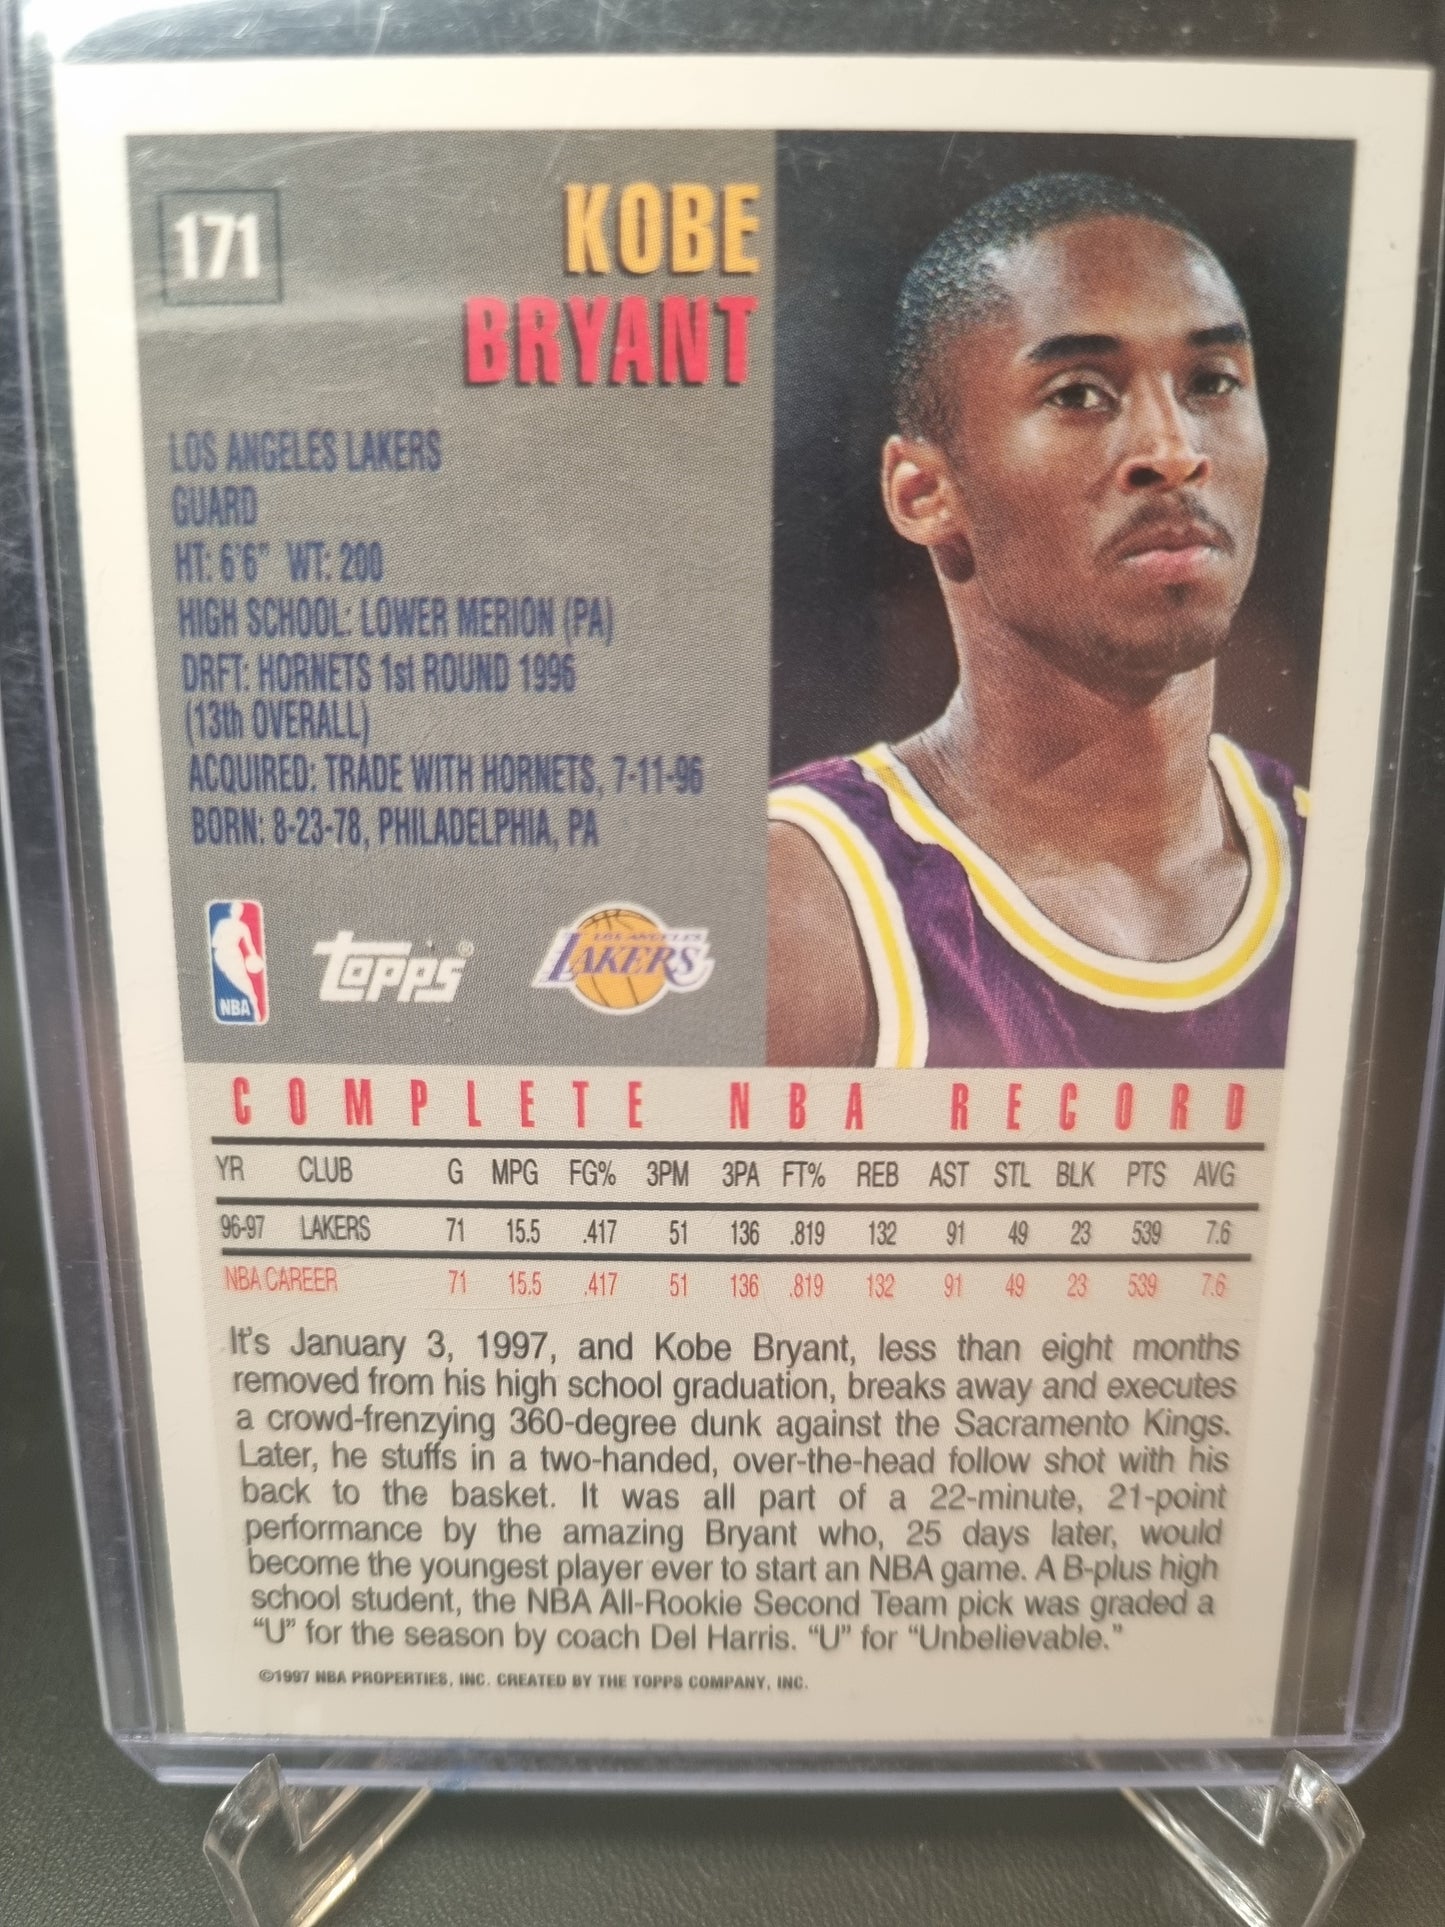 171
KOBE
BRYANT
LOS ANGELES LAKERS
GUARD
HT: 6'6" WT: 200
HIGH SCHOOL: LOWER MERION (PA)
DRFT: HORNETS 1st ROUND 1996
(13th OVERALL)
ACQUIRED: TRADE WITH HORNETS, 7-11-96
BORN: 8-23-78, PHILADELPHIA, PA
NBA
Topps®
LOS ANGELES
LAKERS
COMPLETE NBA RECORD
YR CLUB G MPG FG% 3PM 3PA FT% REB AST STL BLK PTS AVG
96-97 LAKERS 71 15.5 .417 51 136 .819 132 91 49 23 539 7.6
NBA CAREER 71 15.5 .417 51 136 .819 132 91 49 23 539 7.6
It's January 3, 1997, and Kobe Bryant, less than eight months
removed from his high school graduation, breaks away and executes
a crowd-frenzying 360-degree dunk against the Sacramento Kings.
Later, he stuffs in a two-handed, over-the-head follow shot with his
back to the basket. It was all part of a 22-minute, 21-point
performance by the amazing Bryant who, 25 days later, would
become the youngest player ever to start an NBA game. A B-plus high
school student, the NBA All-Rookie Second Team pick was graded a
"U" for the season by coach Del Harris. "U" for "Unbelievable."
©1997 NBA PROPERTIES, INC. CREATED BY THE TOPPS COMPANY, INC.